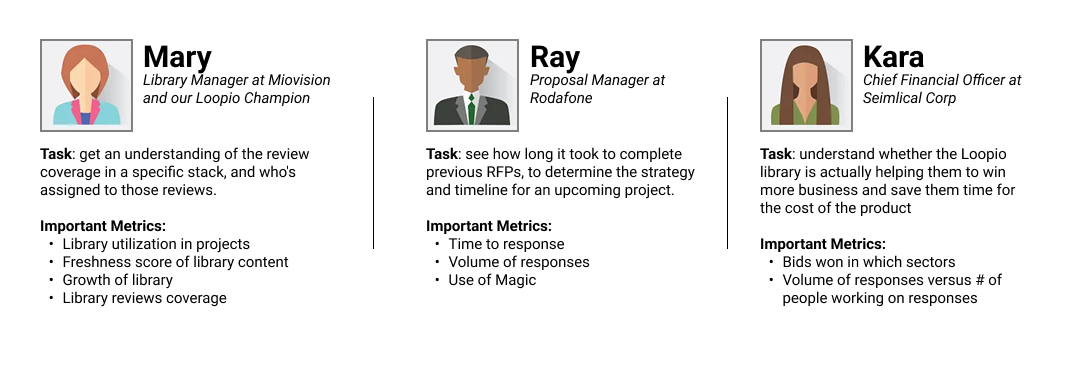 Mary
Library Manager at Miovision
and our Loopio Champion
Task: get an understanding of the review
coverage in a specific stack, and who's
assigned to those reviews.
Important Metrics:
• Library utilization in projects
• Freshness score of library content
• Growth of library
• Library reviews coverage
Ray
Proposal Manager at
Rodafone
Task: see how long it took to complete
previous RFPs, to determine the strategy
and timeline for an upcoming project.
Important Metrics:
• Time to response
• Volume of responses
• Use of Magic
Kara
Chief Financial Officer at
Seimlical Corp
Task: understand whether the Loopio
library is actually helping them to win
more business and save them time for
the cost of the product
Important Metrics:
• Bids won in which sectors
• Volume of responses versus # of
people working on responses